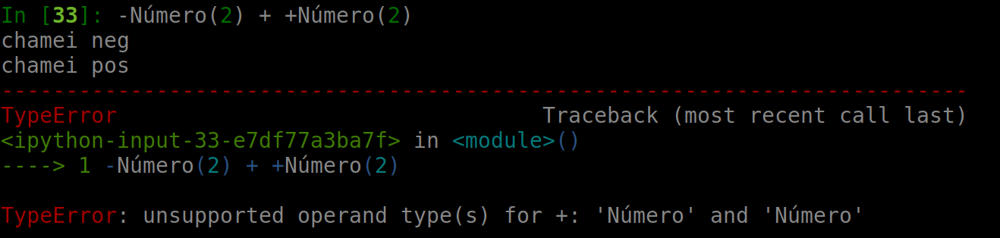 In [33]: -Número(2) + +Número(2)
chamei neg
chamei pos
---------------------------------------------------------------------------
TypeError                                 Traceback (most recent call last)
<ipython-input-33-e7df77a3ba7f> in <module>()
----> 1 -Número(2) + +Número(2)
TypeError: unsupported operand type(s) for +: 'Número' and 'Número'